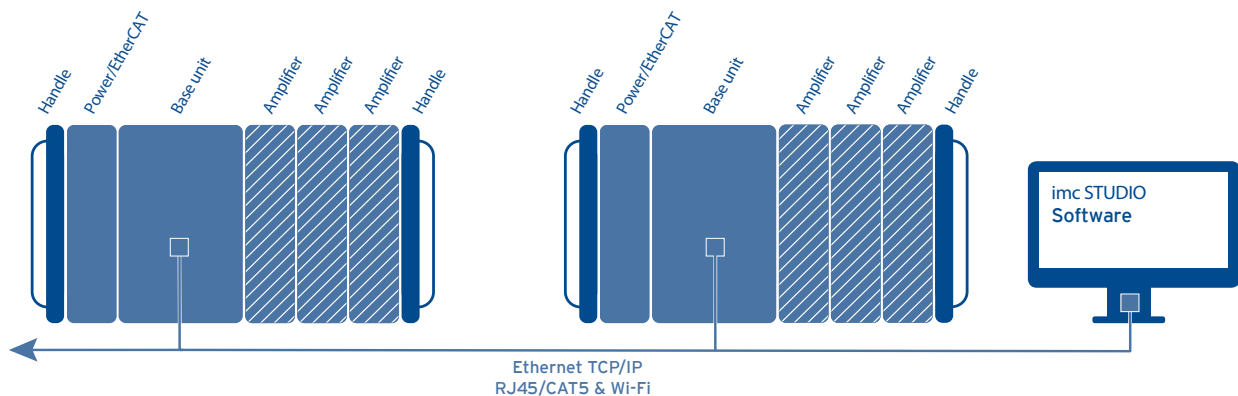 Handle
Power/EtherCAT
Base unit
Amplifier
Amplifier
Amplifier
Handle
Handle
Power/EtherCAT
Base unit
Amplifier
Amplifier
Amplifier
Handle
imc STUDIO
Software
Ethernet TCP/IP
RJ45/CAT5 & Wi-Fi